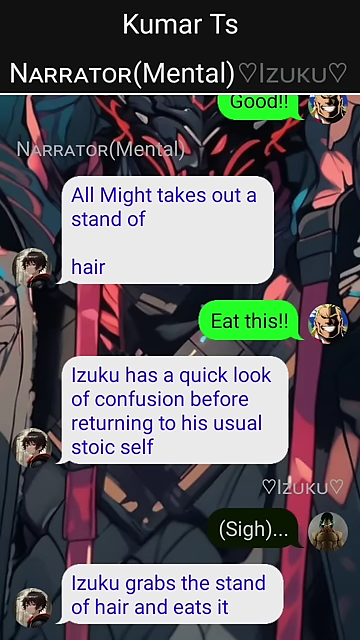 Kumar Ts
Narrator(Mental)♡Izuku♡
Good!!
Narrator(Mental)
All Might takes out a
stand of
hair
Eat this!!
Izuku has a quick look
of confusion before
returning to his usual
stoic self
♡Izuku♡
(Sigh)...
Izuku grabs the stand
of hair and eats it